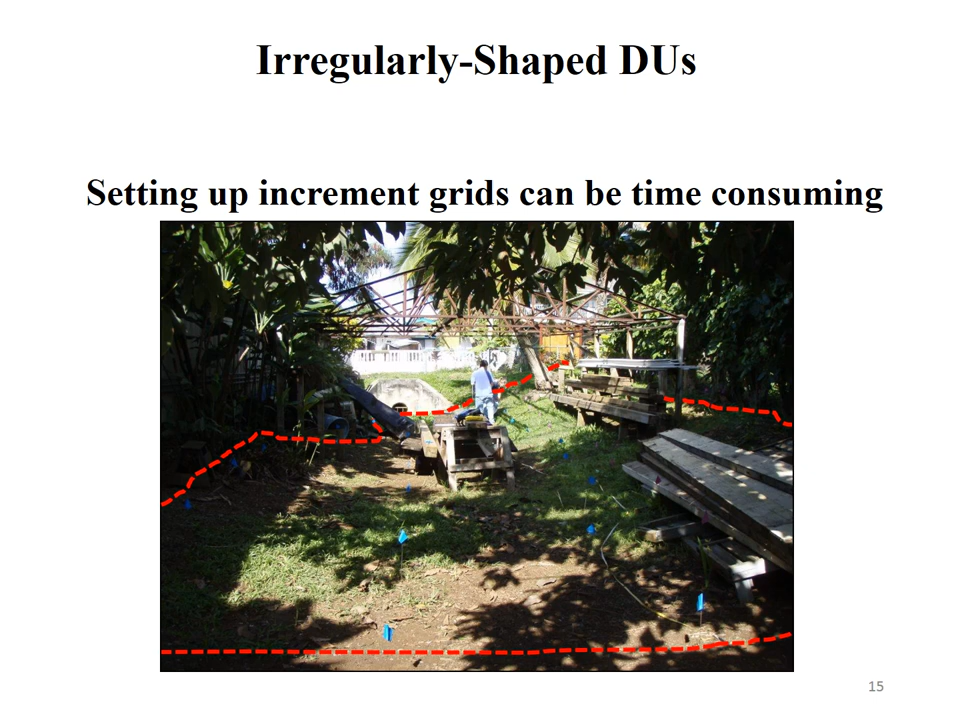 Irregularly-Shaped DUs
Setting up increment grids can be time consuming
15